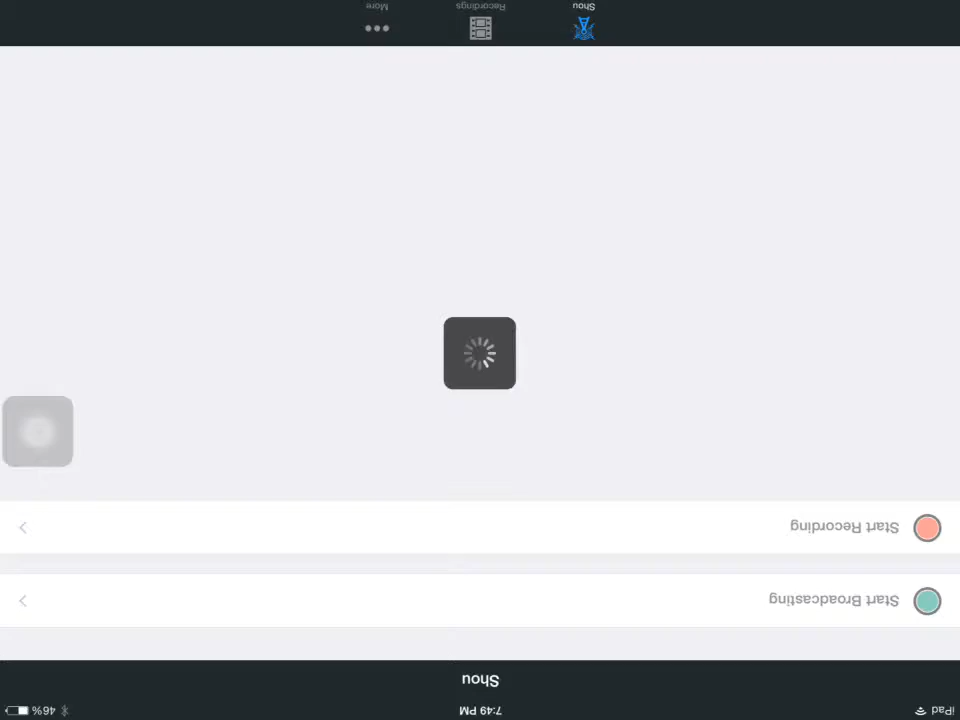 iPad 7:49 PM 46%
Shou
Start Broadcasting
Start Recording
Shou Recordings More